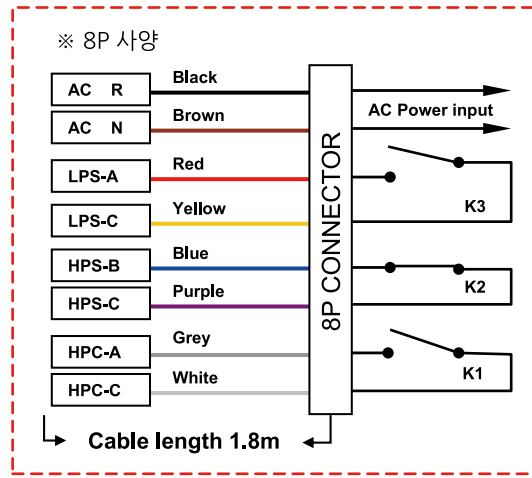 ※ 8P 사양
AC R
Black
AC Power input
AC N
Brown
LPS-A
Red
K3
LPS-C
Yellow
HPS-B
Blue
K2
HPS-C
Purple
HPC-A
Grey
K1
HPC-C
White
8P CONNECTOR
Cable length 1.8m